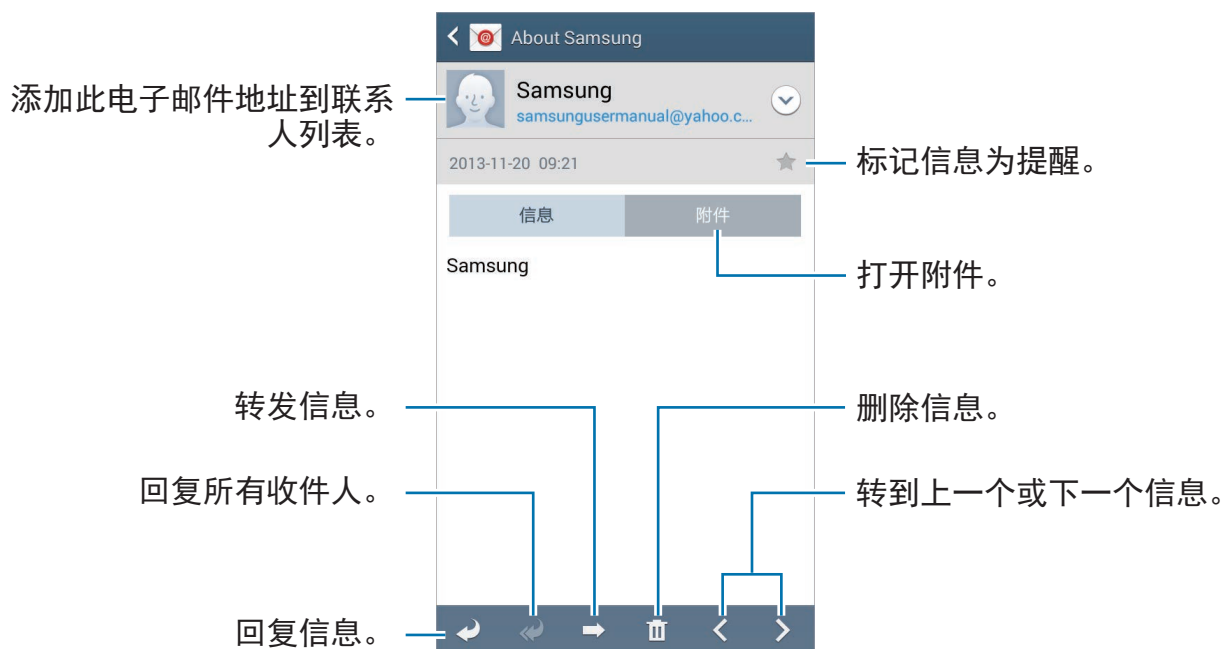 About Samsung
添加此电子邮件地址到联系
人列表。
Samsung
samsungusermanual@yahoo.c...
2013-11-20 09:21
标记信息为提醒。
信息
附件
Samsung
打开附件。
转发信息。
删除信息。
回复所有收件人。
转到上一个或下一个信息。
回复信息。